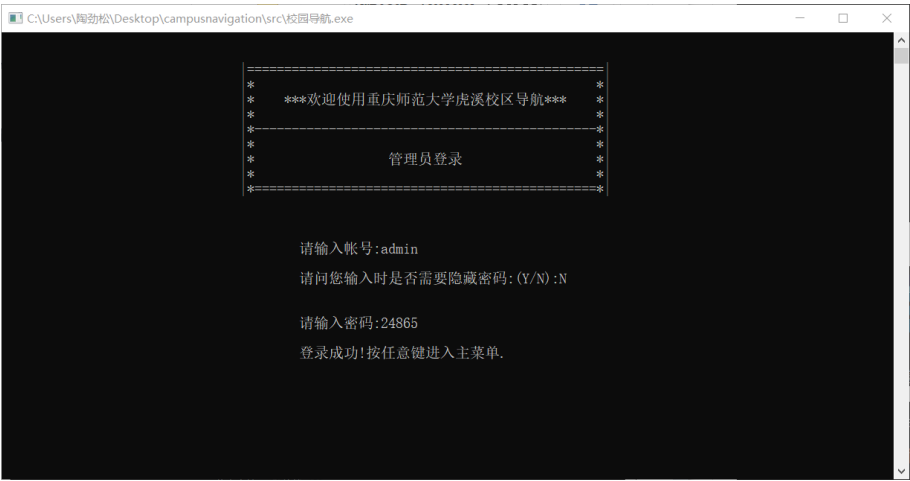 C:\Users\陶劲松\Desktop\campusnavigation\src\校园导航.exe
|================================================|
* *
* ***欢迎使用重庆师范大学虎溪校区导航*** *
* *
*----------------------------------------------*
* *
* 管理员登录 *
* *
*==============================================*
请输入帐号:admin
请问您输入时是否需要隐藏密码:(Y/N):N
请输入密码:24865
登录成功!按任意键进入主菜单.